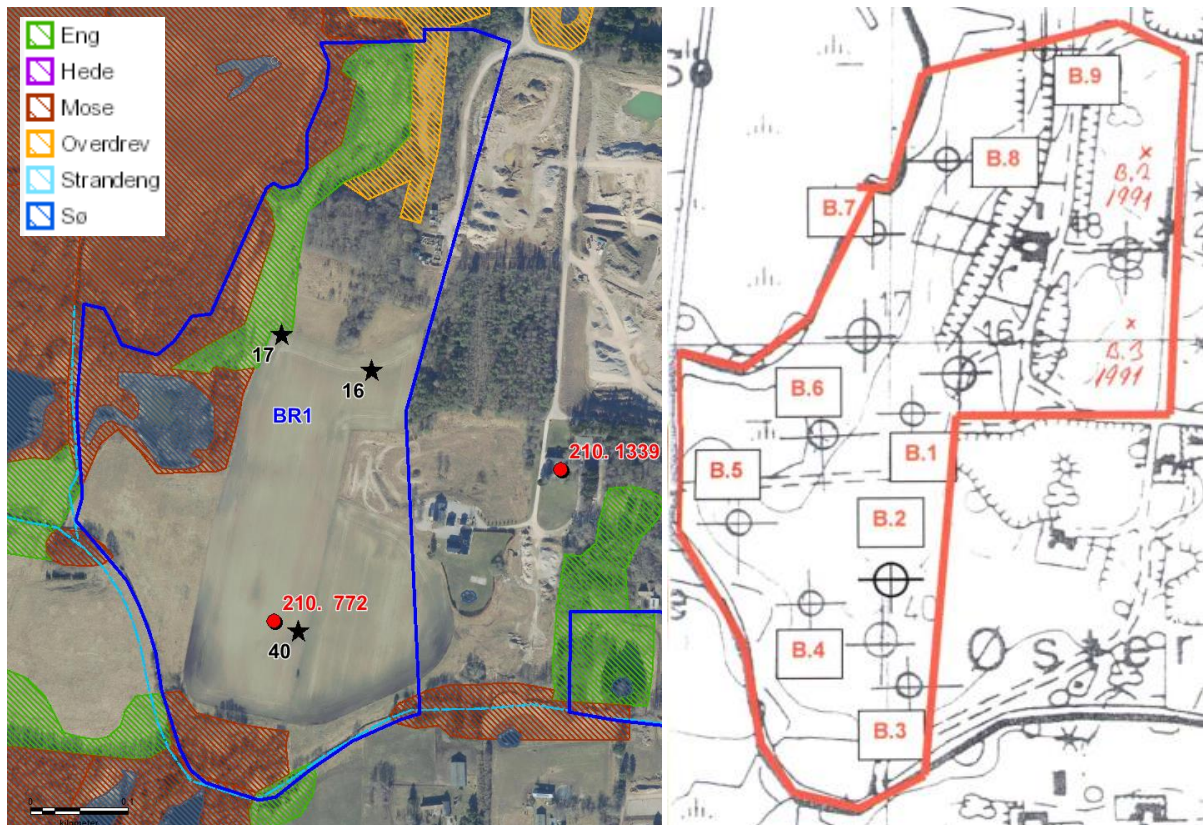 Eng
Hede
Mose
Overdrev
Strandeng
Sø
17
16
BR1
210. 1339
210. 772
40
B.9
B.8
B.2
1991
B.7
17
16
B.3
1991
B.6
B.1
B.5
B.2
40
B.4
Øster
B.3